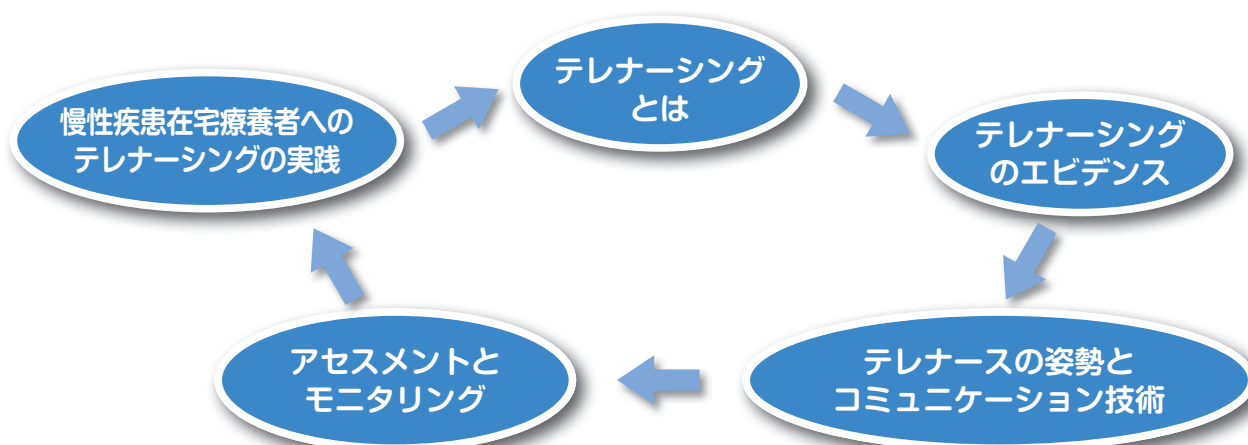 テレナーシング
とは
テレナーシング
のエビデンス
テレナースの姿勢と
コミュニケーション技術
アセスメントと
モニタリング
慢性疾患在宅療養者への
テレナーシングの実践